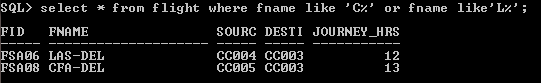 SQL> select * from flight where fname like 'C%' or fname like'L%';
FID FNAME SOURC DESTI JOURNEY_HRS
----- -------------------- ----- ----- -----------
FSA06 LAS-DEL CC004 CC003 12
FSA08 CFA-DEL CC005 CC003 13